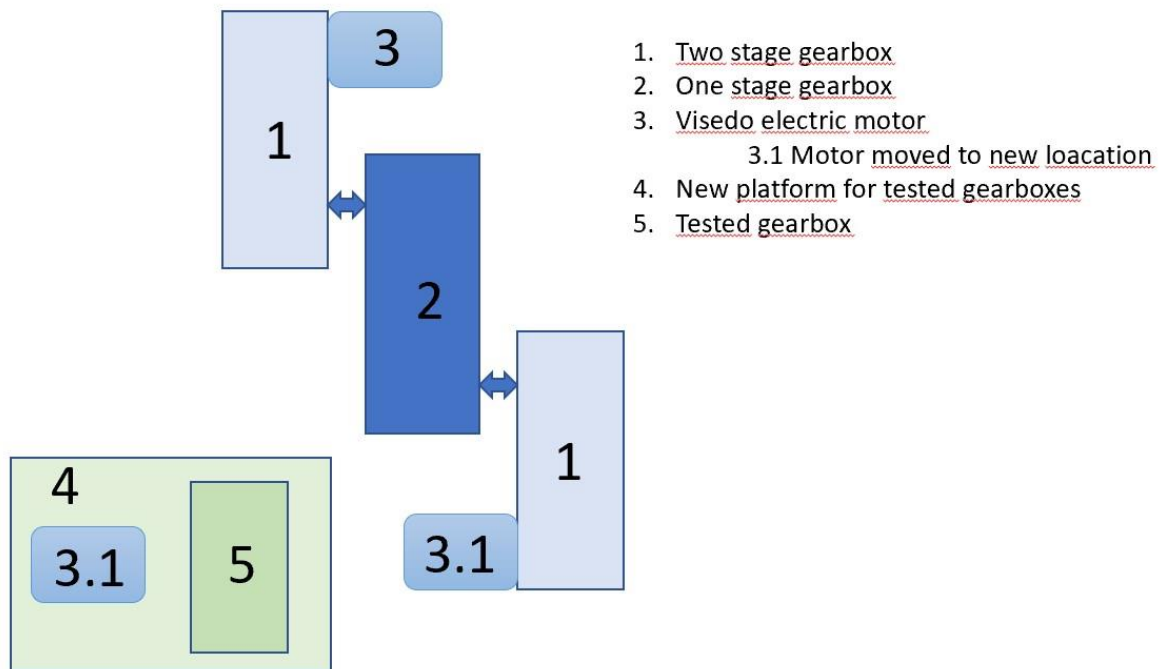 3
1
2
1
3.1
4
3.1
5
1. Two stage gearbox
2. One stage gearbox
3. Visedo electric motor
3.1 Motor moved to new loacation
4. New platform for tested gearboxes
5. Tested gearbox